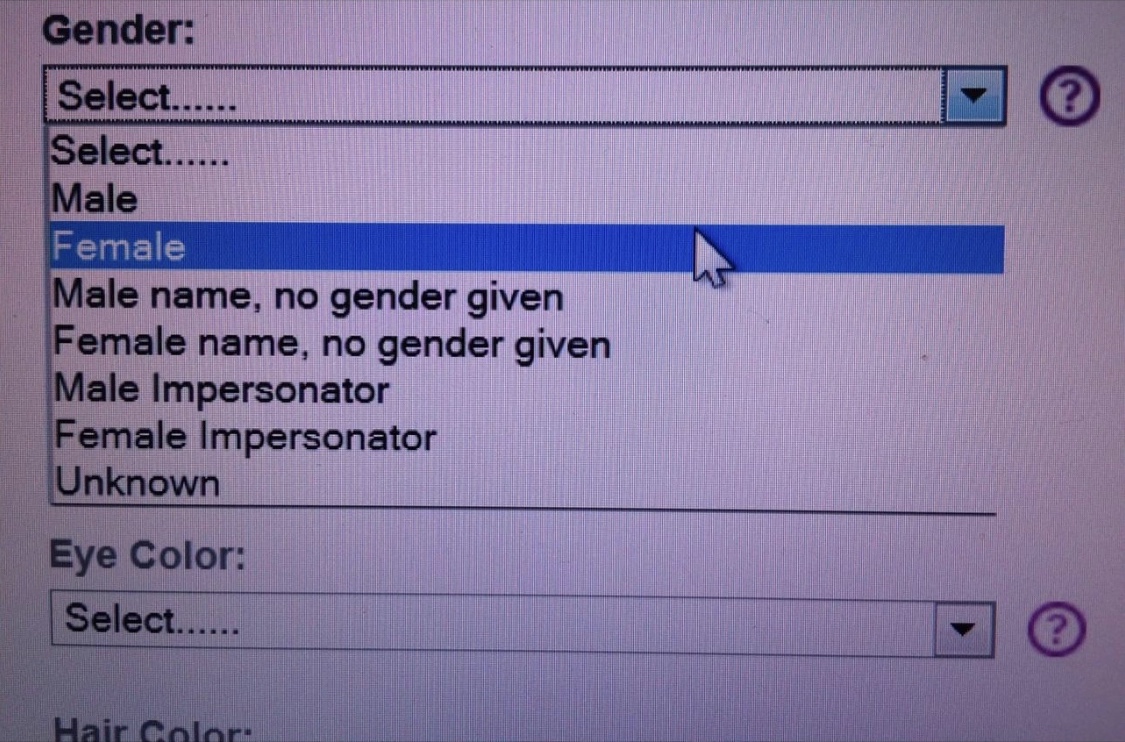 Gender:
Select......
?
Select......
Male
Female
Male name, no gender given
Female name, no gender given
Male Impersonator
Female Impersonator
Unknown
Eye Color:
Select......
?
Hair Color: